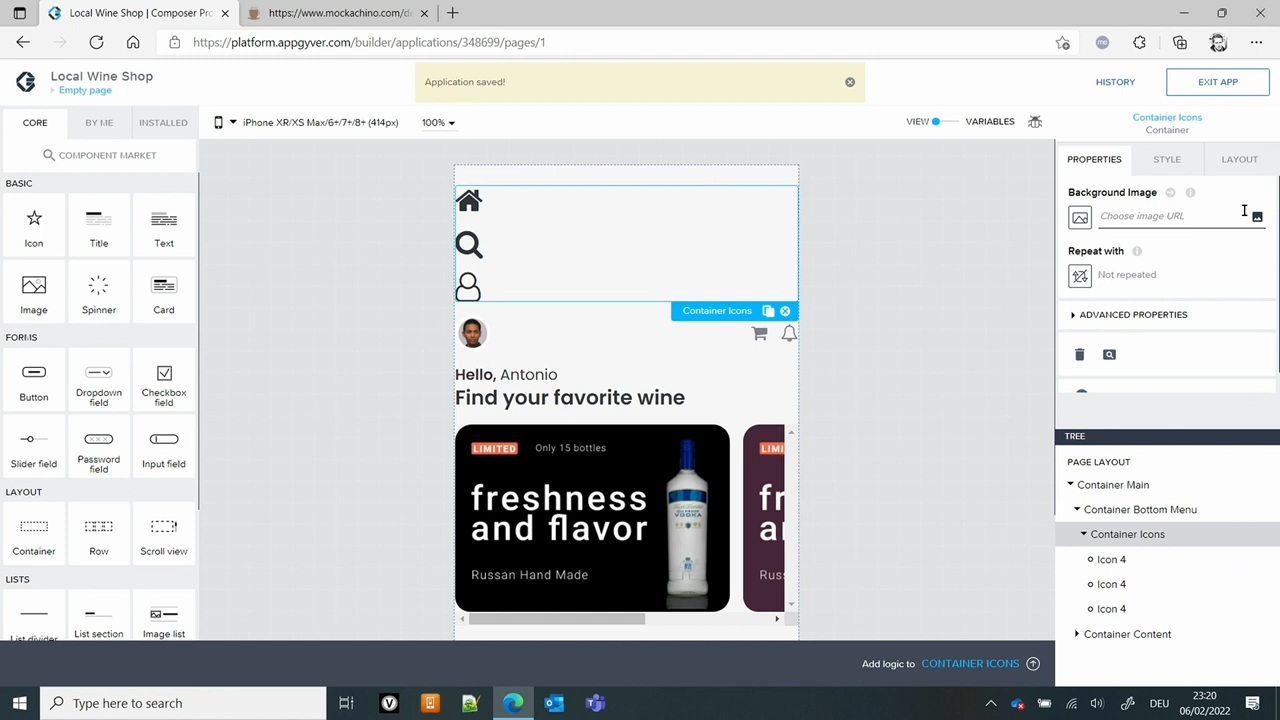 Local Wine Shop | Composer Pro
https://www.mockachino.com/de
https://platform.appgyver.com/builder/applications/348699/pages/1
Local Wine Shop
Empty page
Application saved!
HISTORY
EXIT APP
CORE
BY ME
INSTALLED
iPhone XR/XS Max/6+/7+/8+ (414px)
100%
VIEW
VARIABLES
Container Icons
Container
COMPONENT MARKET
PROPERTIES
STYLE
LAYOUT
BASIC
Icon
Title
Text
Image
Spinner
Card
FORMS
Button
Dropdown
field
Checkbox
field
Slider field
Password
field
Input field
LAYOUT
Container
Row
Scroll view
LISTS
List divider
List section
Image list
Container Icons
Hello, Antonio
Find your favorite wine
LIMITED
Only 15 bottles
freshness
and flavor
Russan Hand Made
VODKA
LIMI
fr
ar
Russ
Background Image
Choose image URL
Repeat with
Not repeated
ADVANCED PROPERTIES
TREE
PAGE LAYOUT
Container Main
Container Bottom Menu
Container Icons
Icon 4
Icon 4
Icon 4
Container Content
Add logic to CONTAINER ICONS
Type here to search
DEU
23:20
06/02/2022